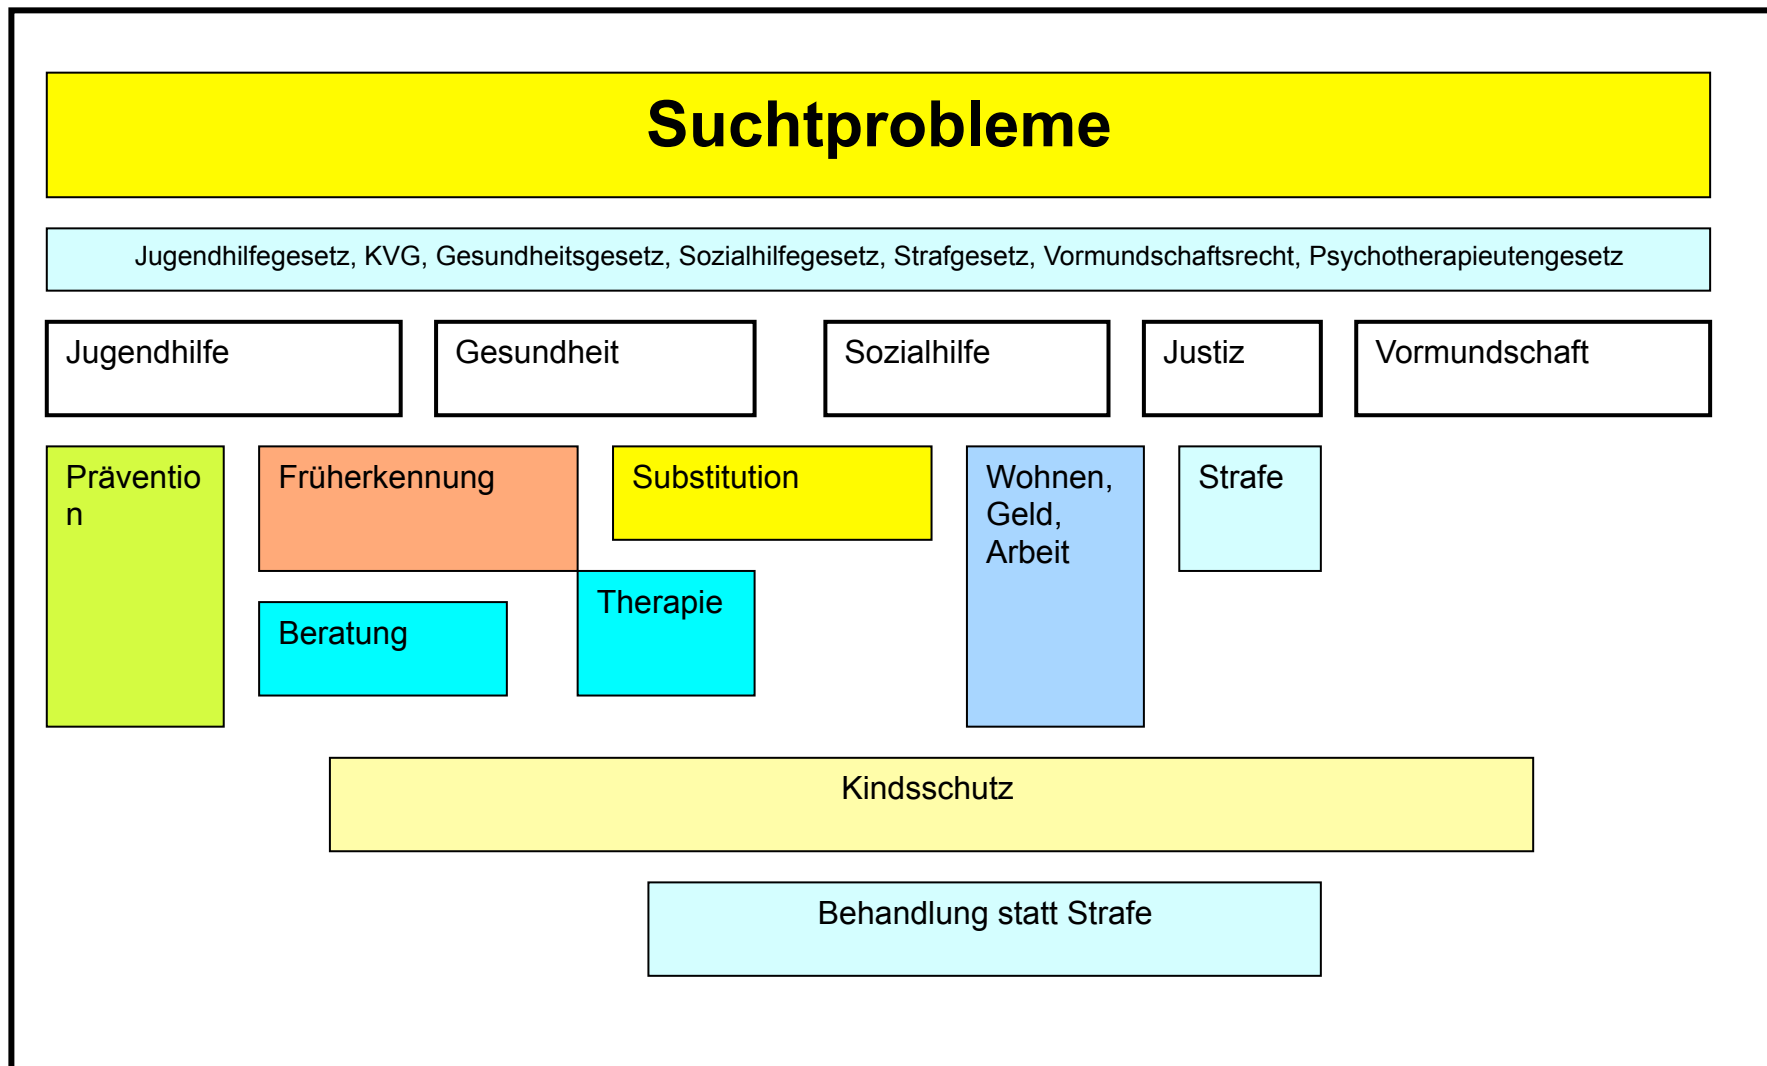 Suchtprobleme
Jugendhilfegesetz, KVG, Gesundheitsgesetz, Sozialhilfegesetz, Strafgesetz, Vormundschaftsrecht, Psychotherapieutengesetz
Jugendhilfe
Gesundheit
Sozialhilfe
Justiz
Vormundschaft
Präventio
n
Früherkennung
Substitution
Wohnen,
Geld,
Arbeit
Strafe
Therapie
Beratung
Kindsschutz
Behandlung statt Strafe